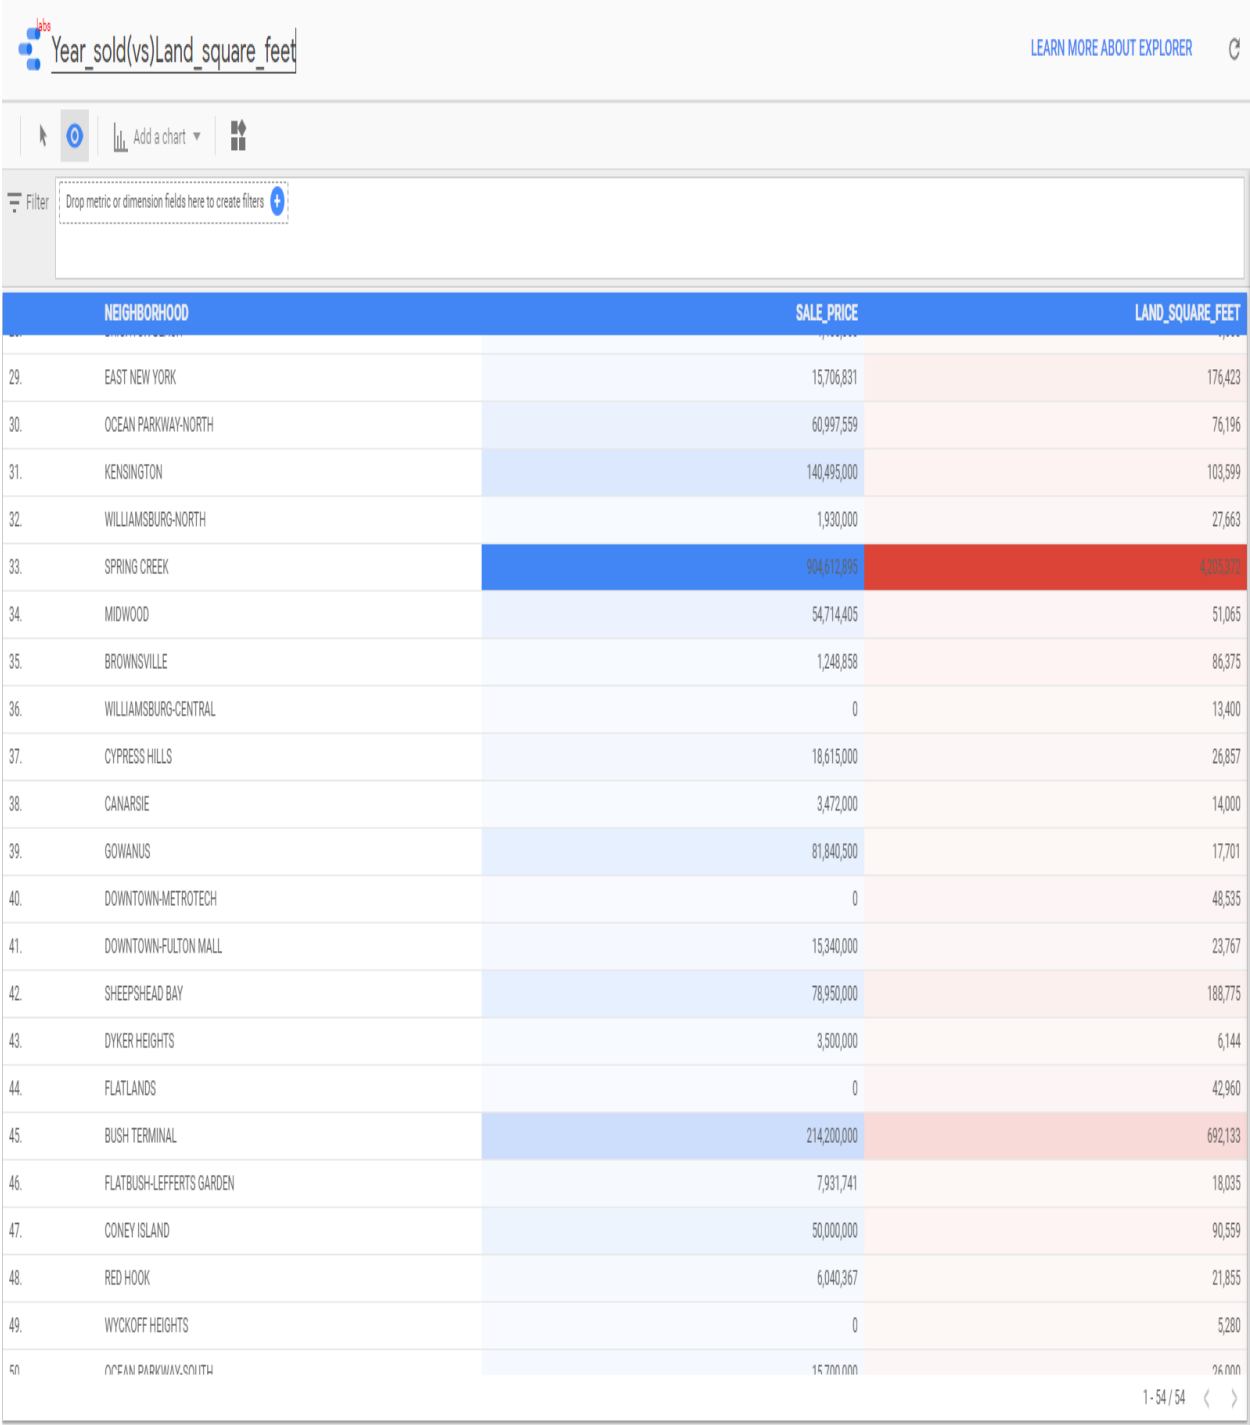 labs
Year_sold(vs)Land_square_feet
LEARN MORE ABOUT EXPLORER
Add a chart
Filter
Drop metric or dimension fields here to create filters
NEIGHBORHOOD SALE_PRICE LAND_SQUARE_FEET
29. EAST NEW YORK 15,706,831 176,423
30. OCEAN PARKWAY-NORTH 60,997,559 76,196
31. KENSINGTON 140,495,000 103,599
32. WILLIAMSBURG-NORTH 1,930,000 27,663
33. SPRING CREEK 904,612,895 4,205,372
34. MIDWOOD 54,714,405 51,065
35. BROWNSVILLE 1,248,858 86,375
36. WILLIAMSBURG-CENTRAL 0 13,400
37. CYPRESS HILLS 18,615,000 26,857
38. CANARSIE 3,472,000 14,000
39. GOWANUS 81,840,500 17,701
40. DOWNTOWN-METROTECH 0 48,535
41. DOWNTOWN-FULTON MALL 15,340,000 23,767
42. SHEEPSHEAD BAY 78,950,000 188,775
43. DYKER HEIGHTS 3,500,000 6,144
44. FLATLANDS 0 42,960
45. BUSH TERMINAL 214,200,000 692,133
46. FLATBUSH-LEFFERTS GARDEN 7,931,741 18,035
47. CONEY ISLAND 50,000,000 90,559
48. RED HOOK 6,040,367 21,855
49. WYCKOFF HEIGHTS 0 5,280
50. OCEAN PARKWAY-SOUTH 15,700,000 26,000
1 - 54 / 54